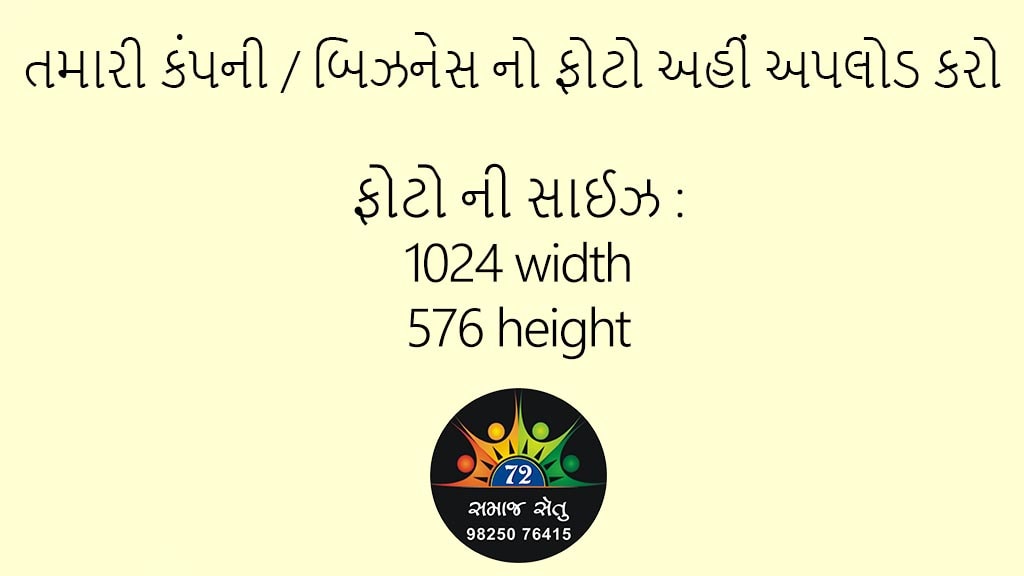 તમારી કંપની / બિઝનેસ નો ફોટો અહીં અપલોડ કરો
ફોટો ની સાઈઝ :
1024 width
576 height
72
સમાજ સેતુ
98250 76415